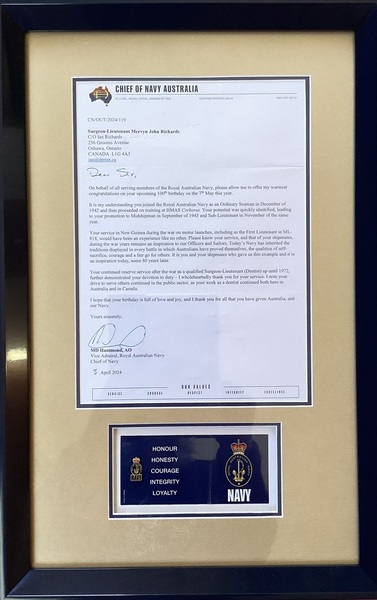 CHIEF OF NAVY AUSTRALIA
CN/OUT/2024/119
Surgeon-Lieutenant Mervyn John Richards
C/O Ian Richards
256 Grooms Avenue
Oshawa, Ontario
CANADA L1G 4A3
Dear Sir,
On behalf of all serving members of the Royal Australian Navy, please allow me to offer my warmest
congratulations on your upcoming 100th birthday on the 7th May this year.
It is my understanding you joined the Royal Australian Navy as an Ordinary Seaman in December
of 1942 and then proceeded on training at HMAS Cerberus. Your potential was quickly identified, leading
to your promotion to Midshipman in September of 1943 and Sub-Lieutenant in November of the same
year.
Your service in New Guinea during the war on motor launches, including as the First Lieutenant in ML-
818, would have been an experience like no other. Please know your service, and that of your shipmates,
during the war years remains an inspiration to our Officers and Sailors. Today's Navy has inherited the
traditions displayed in every battle in which Australians have proved themselves, the qualities of self-
sacrifice, courage and a fair go for others. It is you and your shipmates who gave us this example and it is
an inspiration today, some 80 years later.
Your continued reserve service after the war as a qualified Surgeon-Lieutenant (Dentist) up until 1972,
further demonstrated your devotion to duty – I wholeheartedly thank you for your service. I note your
drive to serve others continued in the public sector, as your work as a dentist continued both here in
Australia and in Canada.
I hope that your birthday is full of love and joy, and I thank you for all that you have given Australia, and
our Navy.
Yours sincerely,
MD Hammond, AO
Vice Admiral, Royal Australian Navy
Chief of Navy
5 April 2024
OUR VALUES
SERVICE COURAGE RESPECT INTEGRITY EXCELLENCE
HONOUR
HONESTY
COURAGE
INTEGRITY
LOYALTY
NAVY